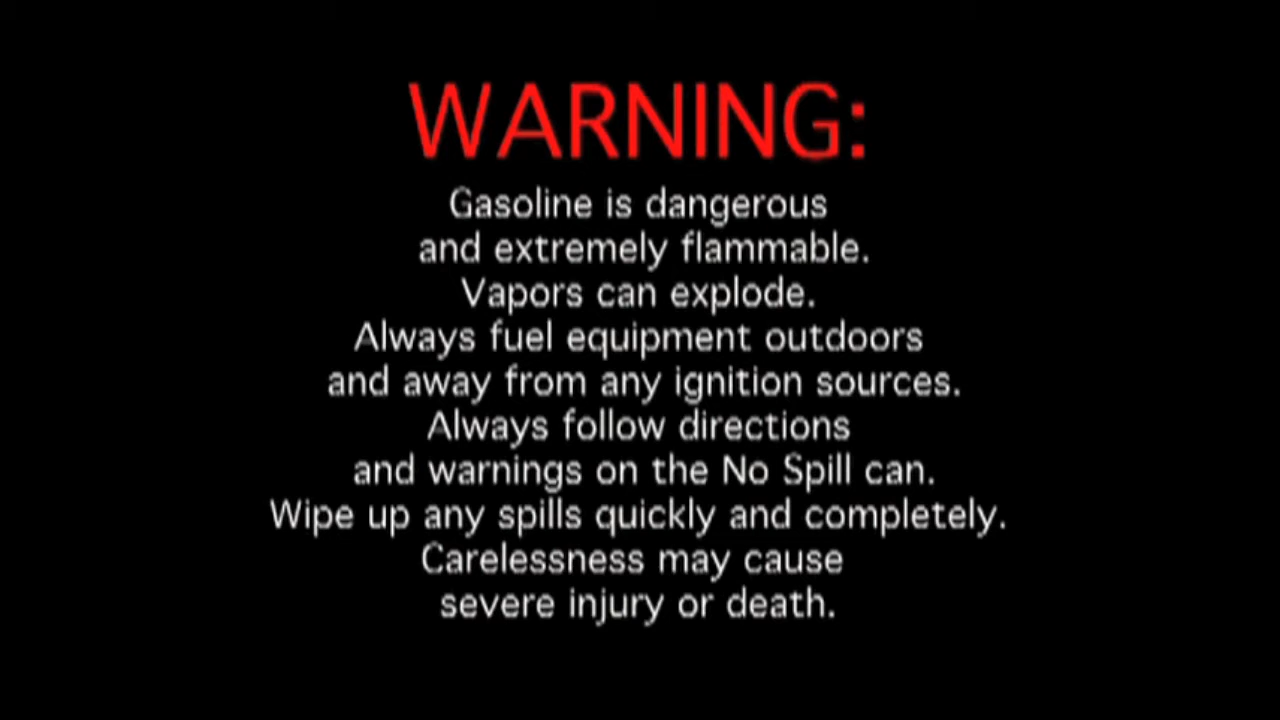 WARNING:
Gasoline is dangerous
and extremely flammable.
Vapors can explode.
Always fuel equipment outdoors
and away from any ignition sources.
Always follow directions
and warnings on the No Spill can.
Wipe up any spills quickly and completely.
Carelessness may cause
severe injury or death.